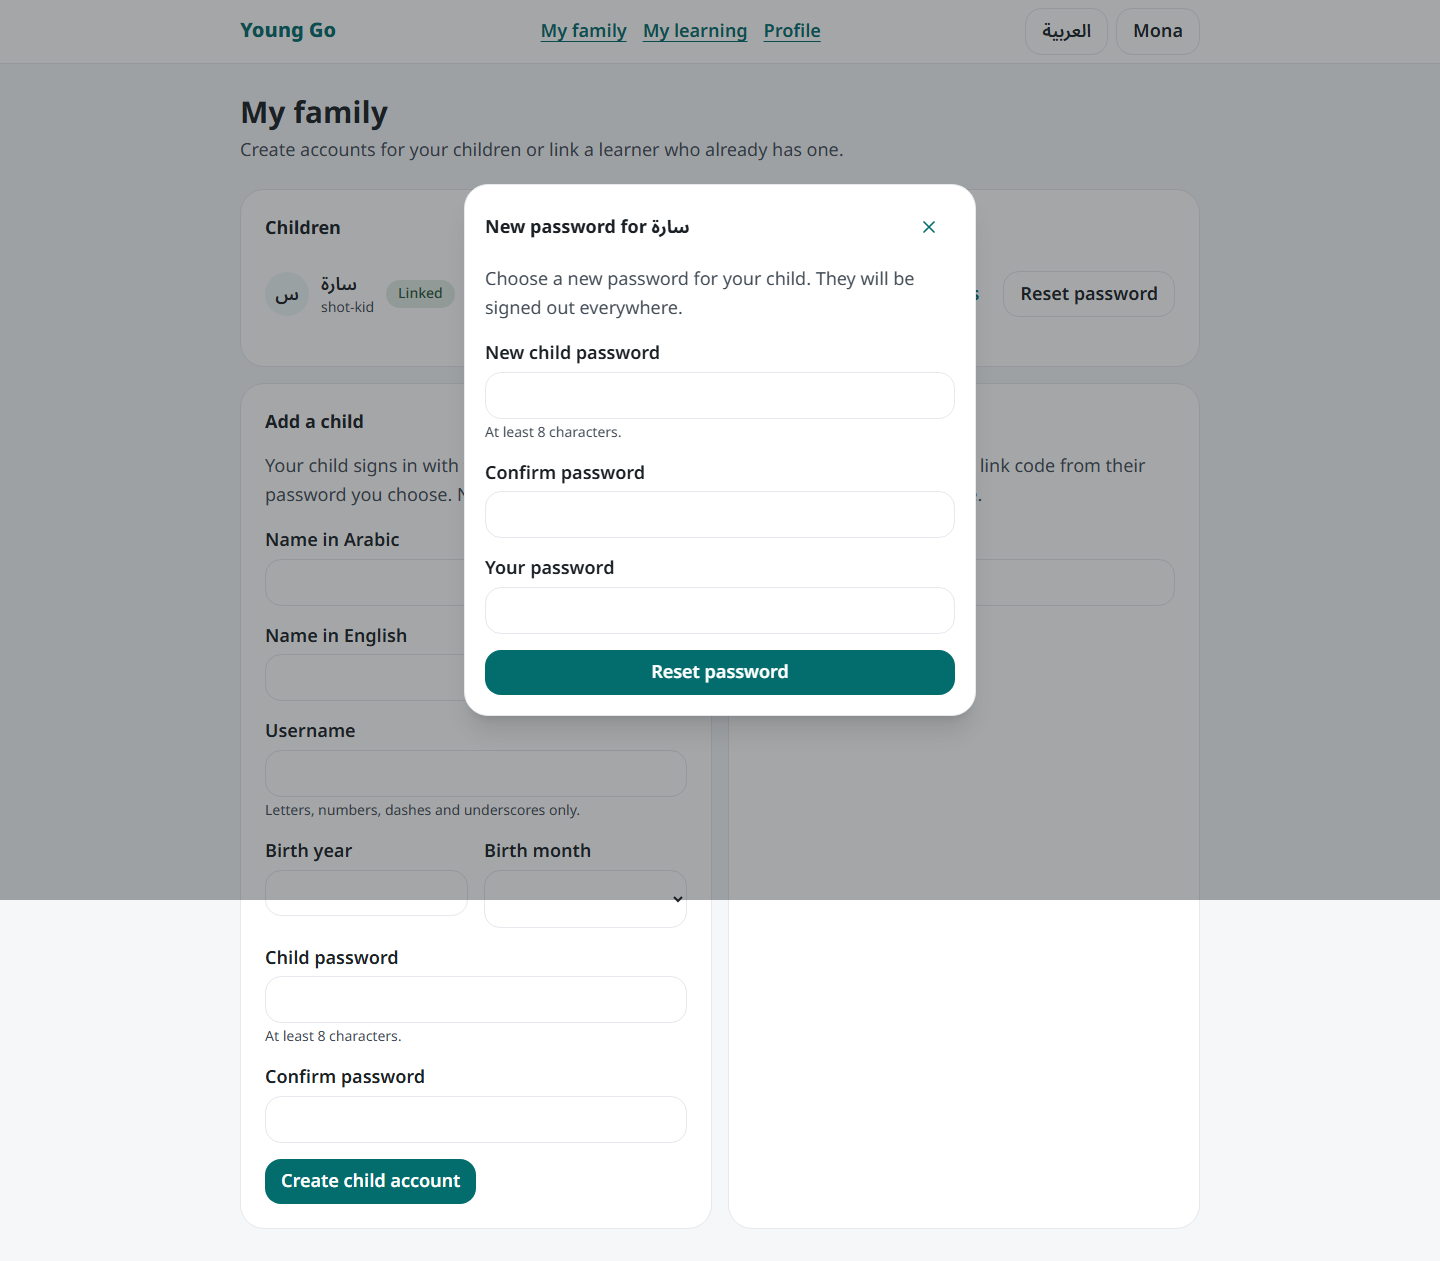 Young Go
My family My learning Profile
العربية
Mona
My family
Create accounts for your children or link a learner who already has one.
Children
س
سارة
shot-kid
Linked
Reset password
New password for سارة
Choose a new password for your child. They will be
signed out everywhere.
New child password
At least 8 characters.
Confirm password
Your password
Reset password
Add a child
Your child signs in with
password you choose.
link code from their
Name in Arabic
Name in English
Username
Letters, numbers, dashes and underscores only.
Birth year
Birth month
Child password
At least 8 characters.
Confirm password
Create child account